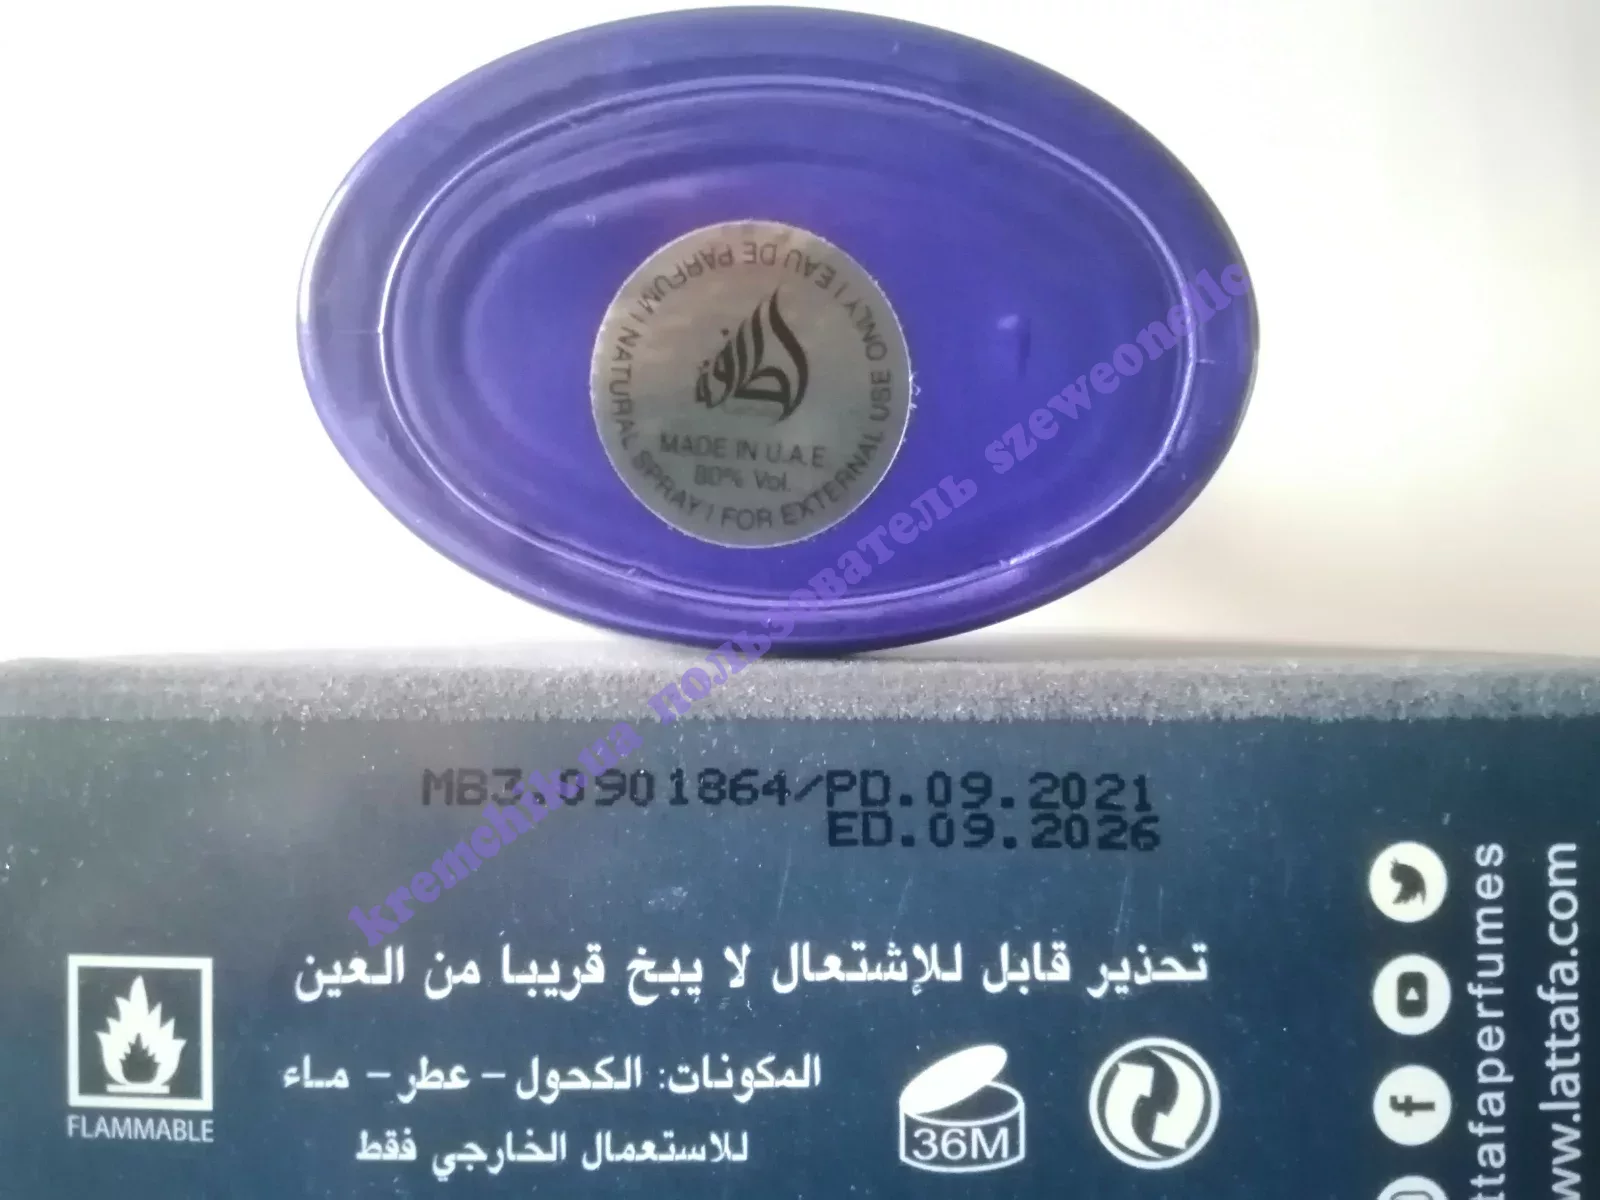 EAU DE PARFUM | NATURAL SPRAY | FOR EXTERNAL USE ONLY |
لطافة
MADE IN U.A.E
80% Vol.
kremchik.ua пользователь szeweonello
MB3.0901864/PD.09.2021
ED.09.2026
تحذير قابل للإشتعال لا يبخ قريبا من العين
المكونات: الكحول - عطر - ماء
للاستعمال الخارجي فقط
FLAMMABLE
36M
ttafaperfumes
ww.lattafa.com